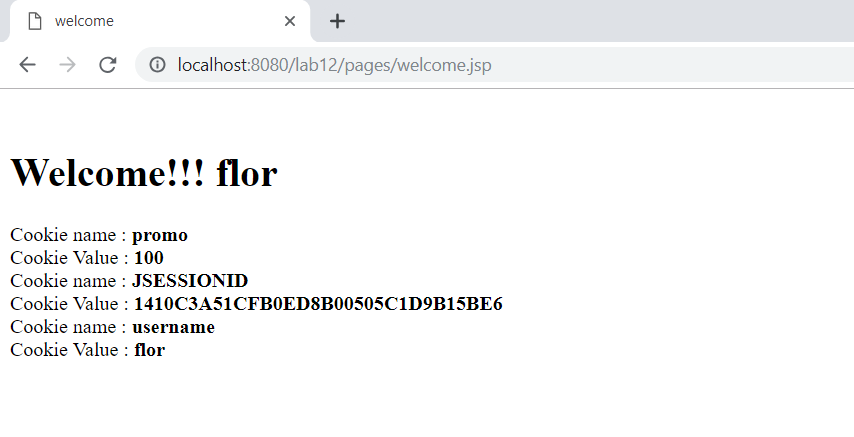 welcome
localhost:8080/lab12/pages/welcome.jsp
Welcome!!! flor
Cookie name : promo
Cookie Value : 100
Cookie name : JSESSIONID
Cookie Value : 1410C3A51CFB0ED8B00505C1D9B15BE6
Cookie name : username
Cookie Value : flor